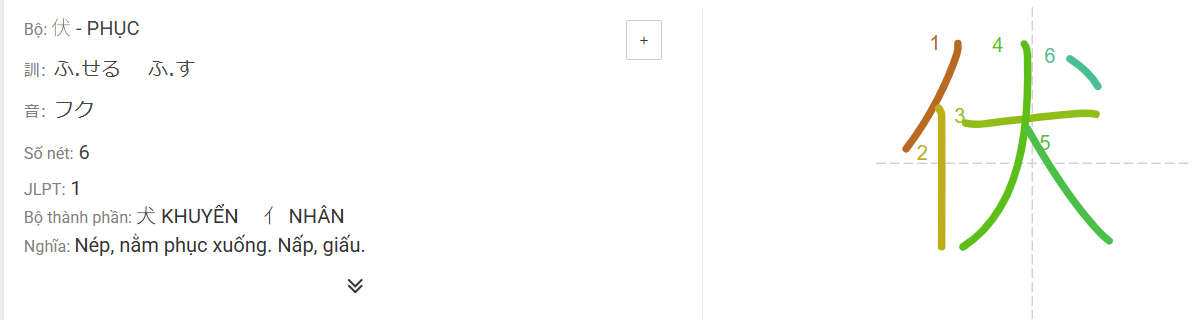 Bộ: 伏 - PHỤC
+
訓: ふ.せる ふ.す
音: フク
Số nét: 6
JLPT: 1
Bộ thành phần: 犬 KHUYỂN 亻 NHÂN
Nghĩa: Nép, nằm phục xuống. Nấp, giấu.
伏
1
2
3
4
5
6